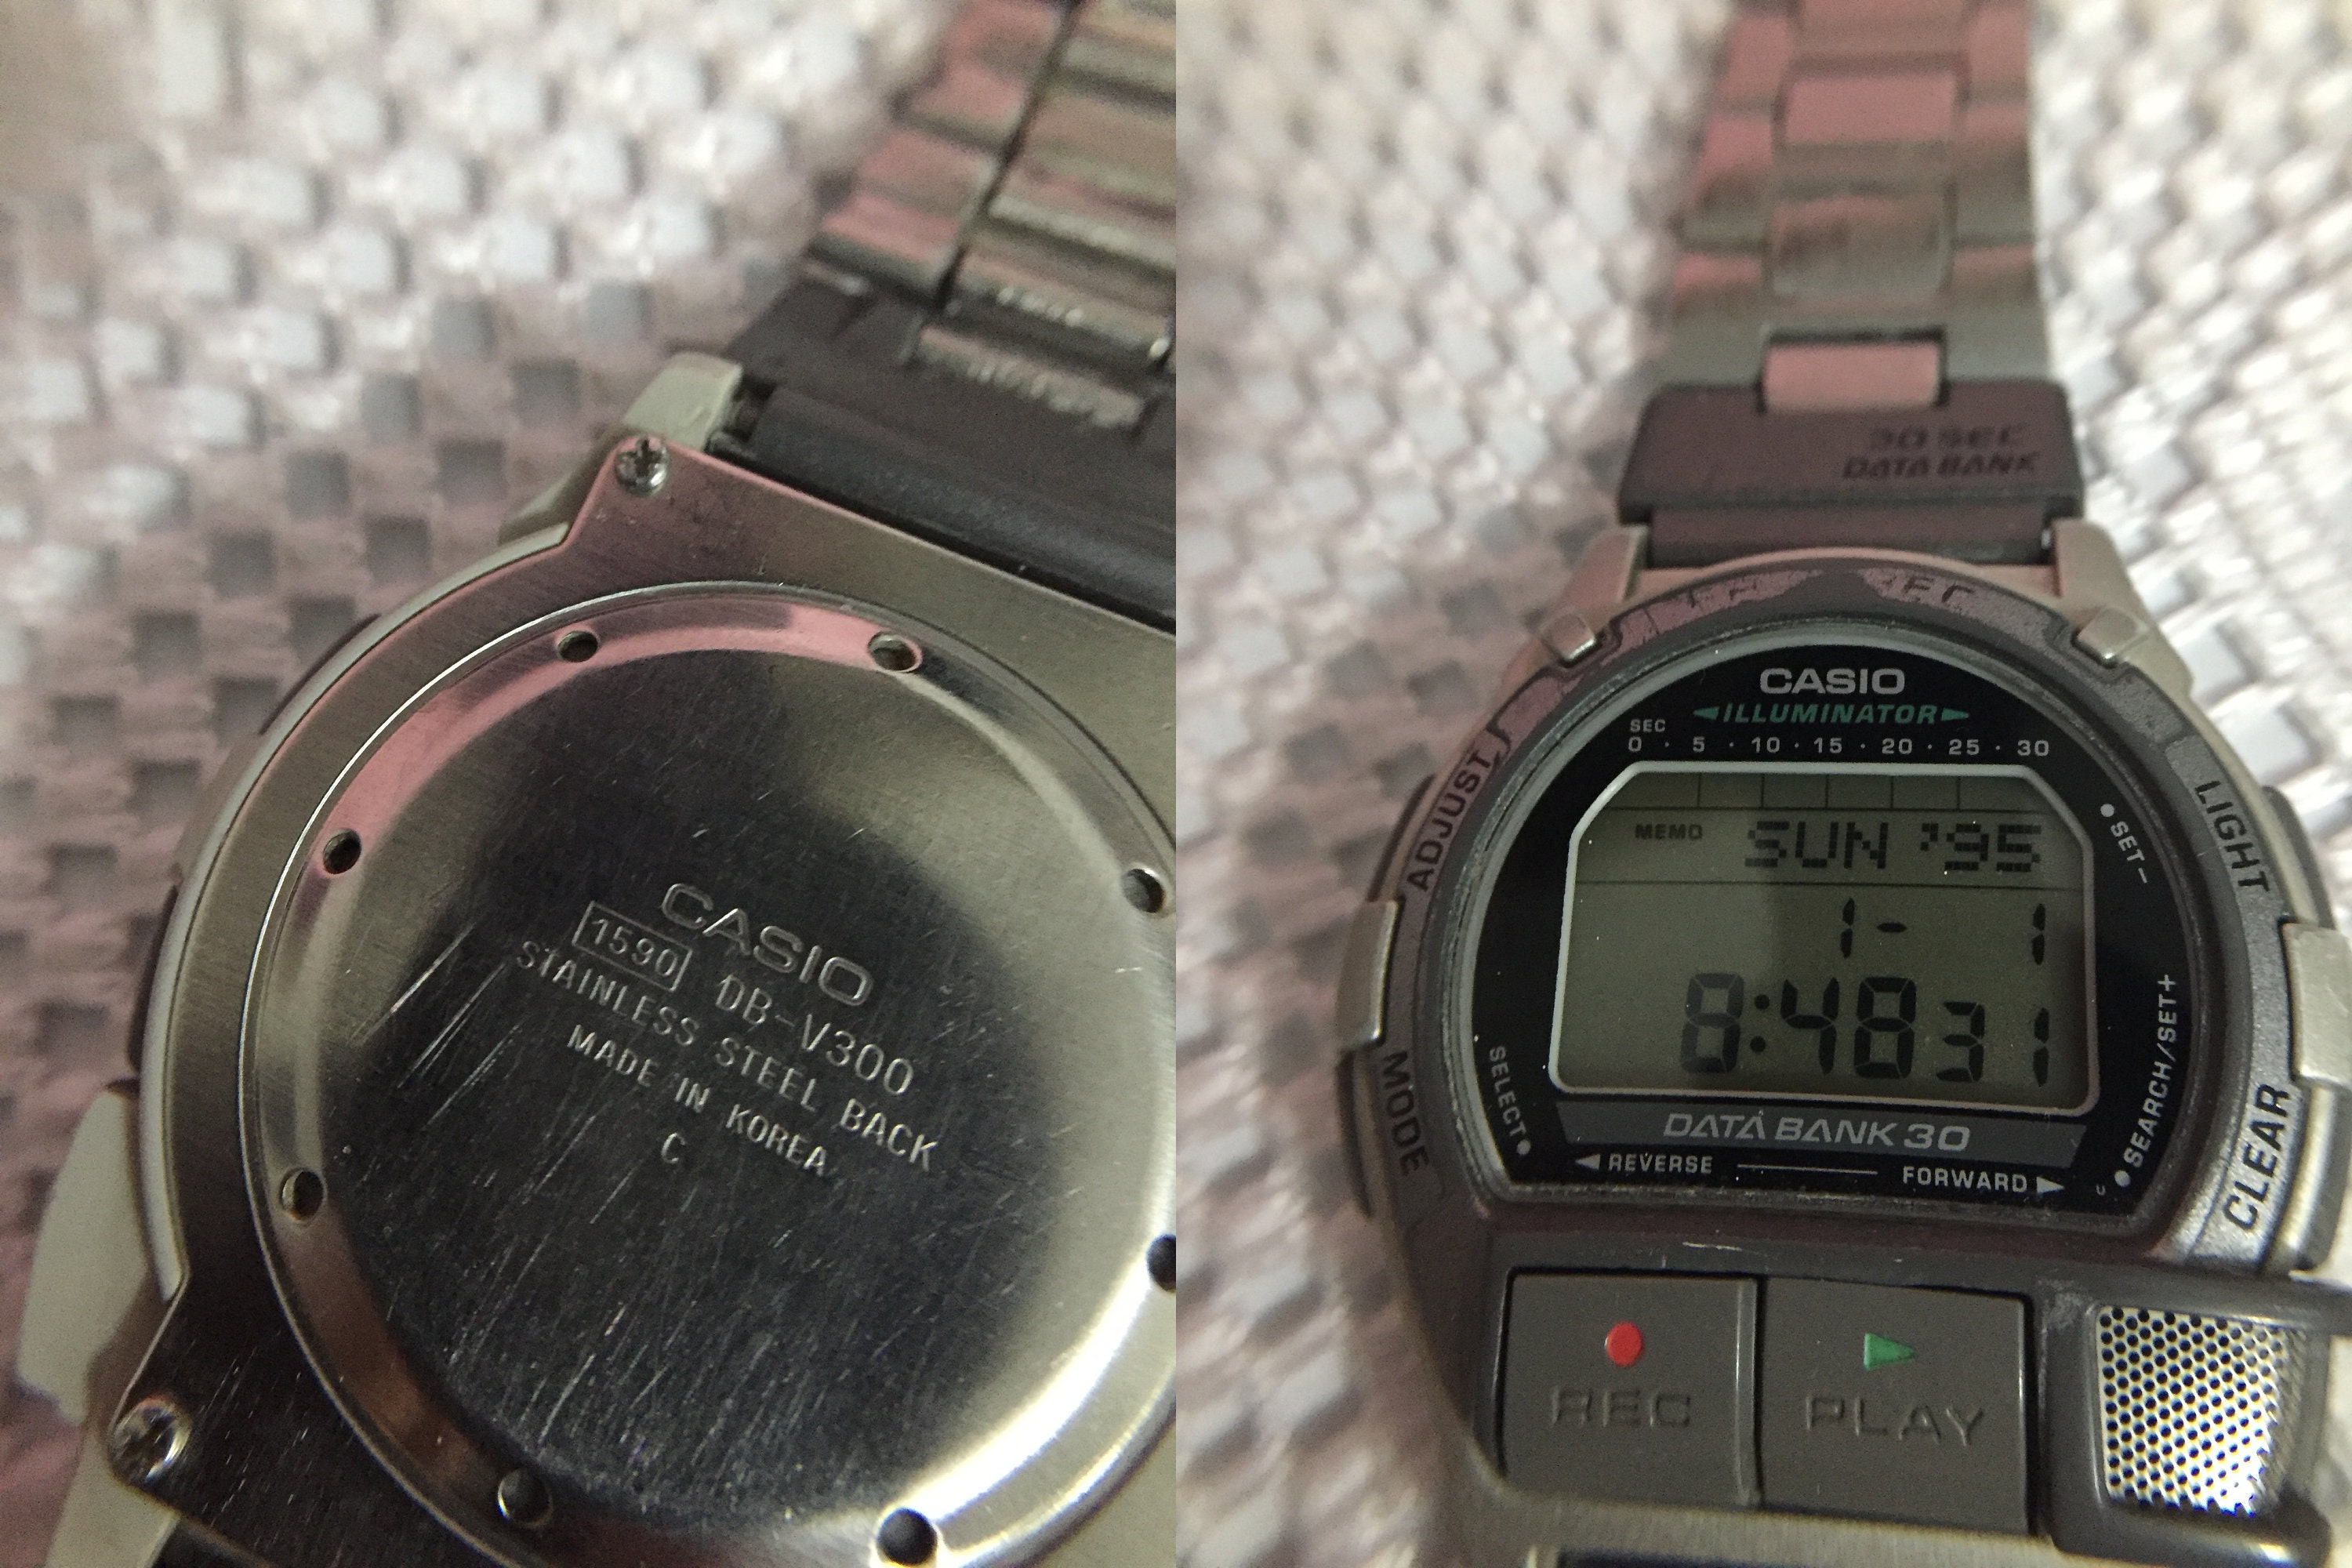 CASIO
1590 DB-V300
STAINLESS STEEL BACK
MADE IN KOREA
C
30 SEC
DATA BANK
REC
CASIO
ILLUMINATOR
SEC
0 · 5 · 10 · 15 · 20 · 25 · 30
ADJUST
LIGHT
SET -
MEMO SUN '95
1- 1
8:48 31
MODE
SELECT
SEARCH/SET+
CLEAR
DATA BANK 30
REVERSE FORWARD
U
REC
PLAY